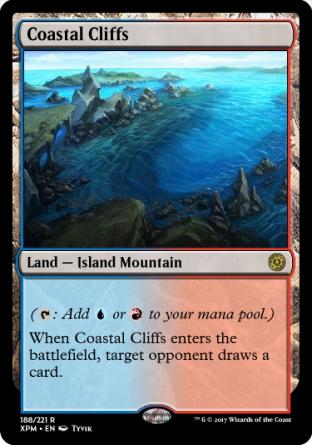 Coastal Cliffs
Land — Island Mountain
( : Add or to your mana pool.)
When Coastal Cliffs enters the
battlefield, target opponent draws a
card.
188/221 R
XPM • EN TYVIK
™ & © 2017 Wizards of the Coast